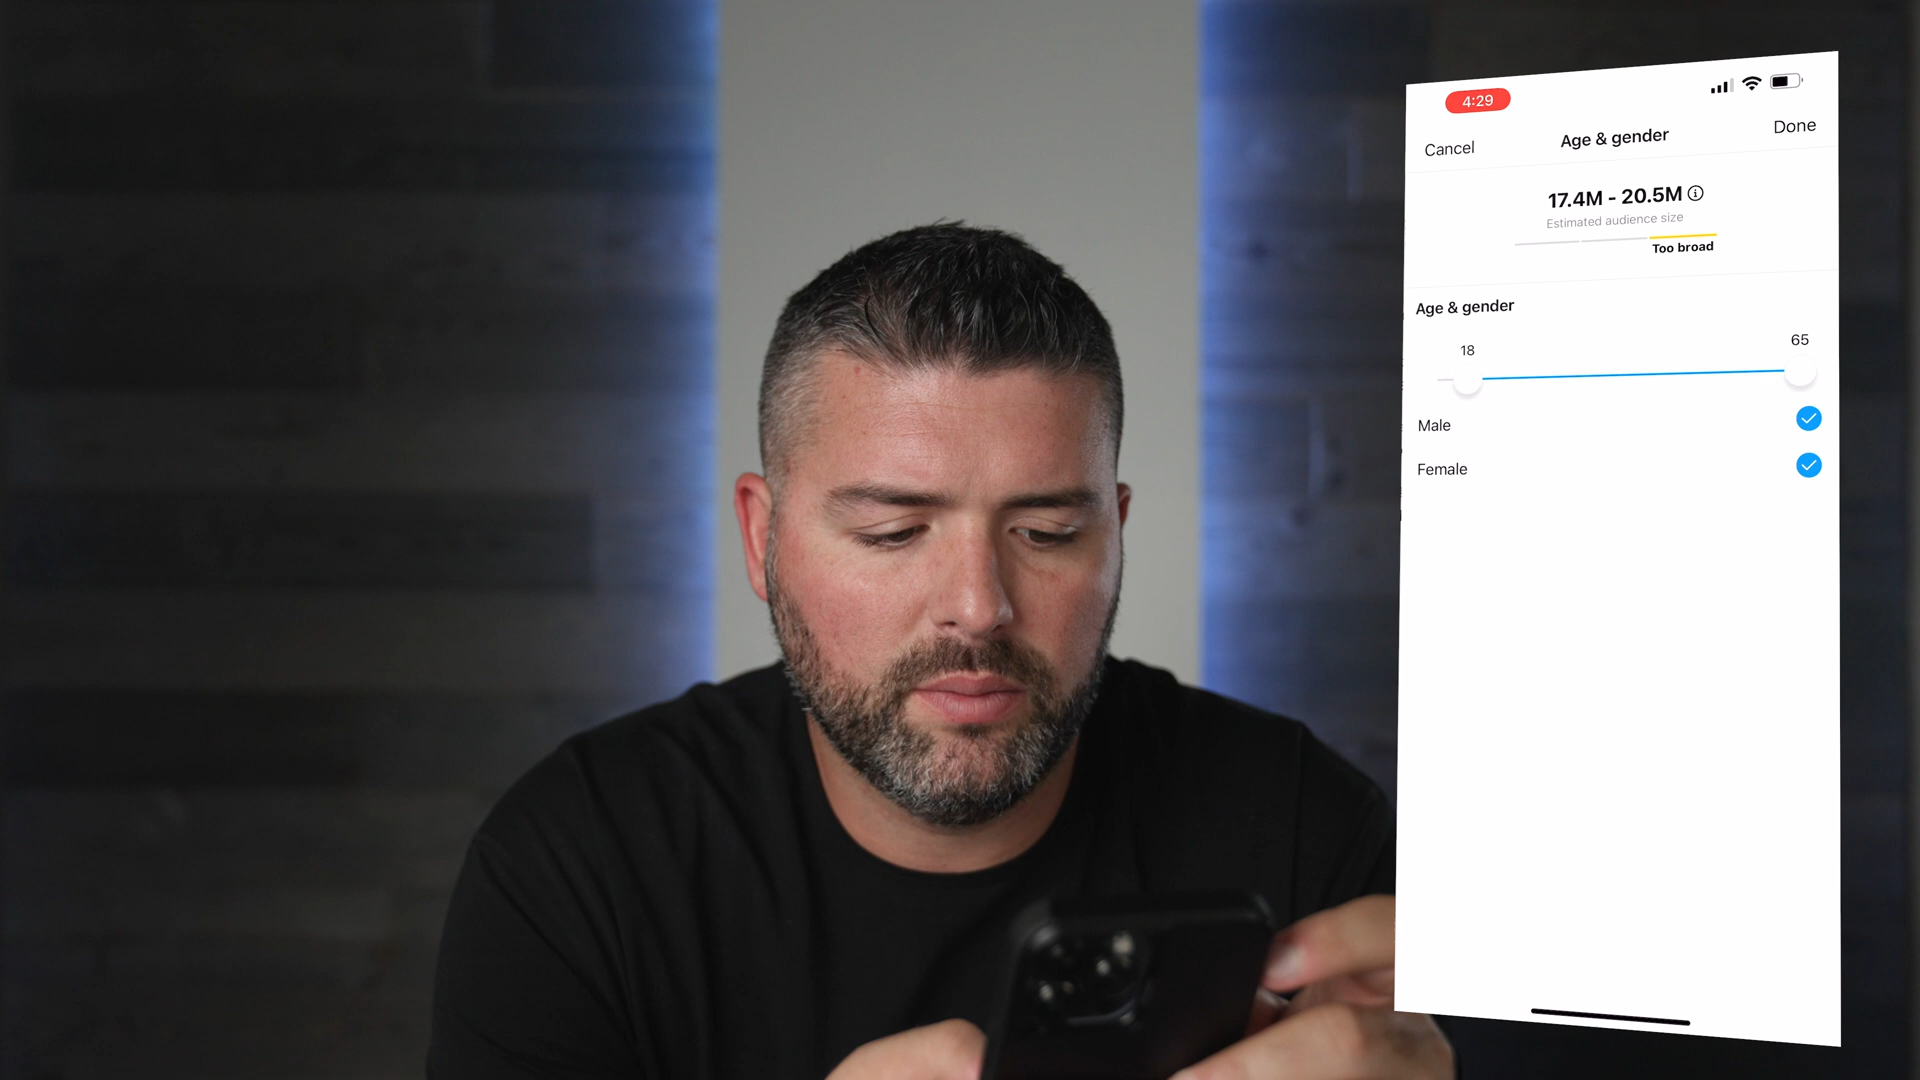 4:29
Cancel
Age & gender
Done
17.4M - 20.5M
Estimated audience size
Too broad
Age & gender
18
65
Male
Female